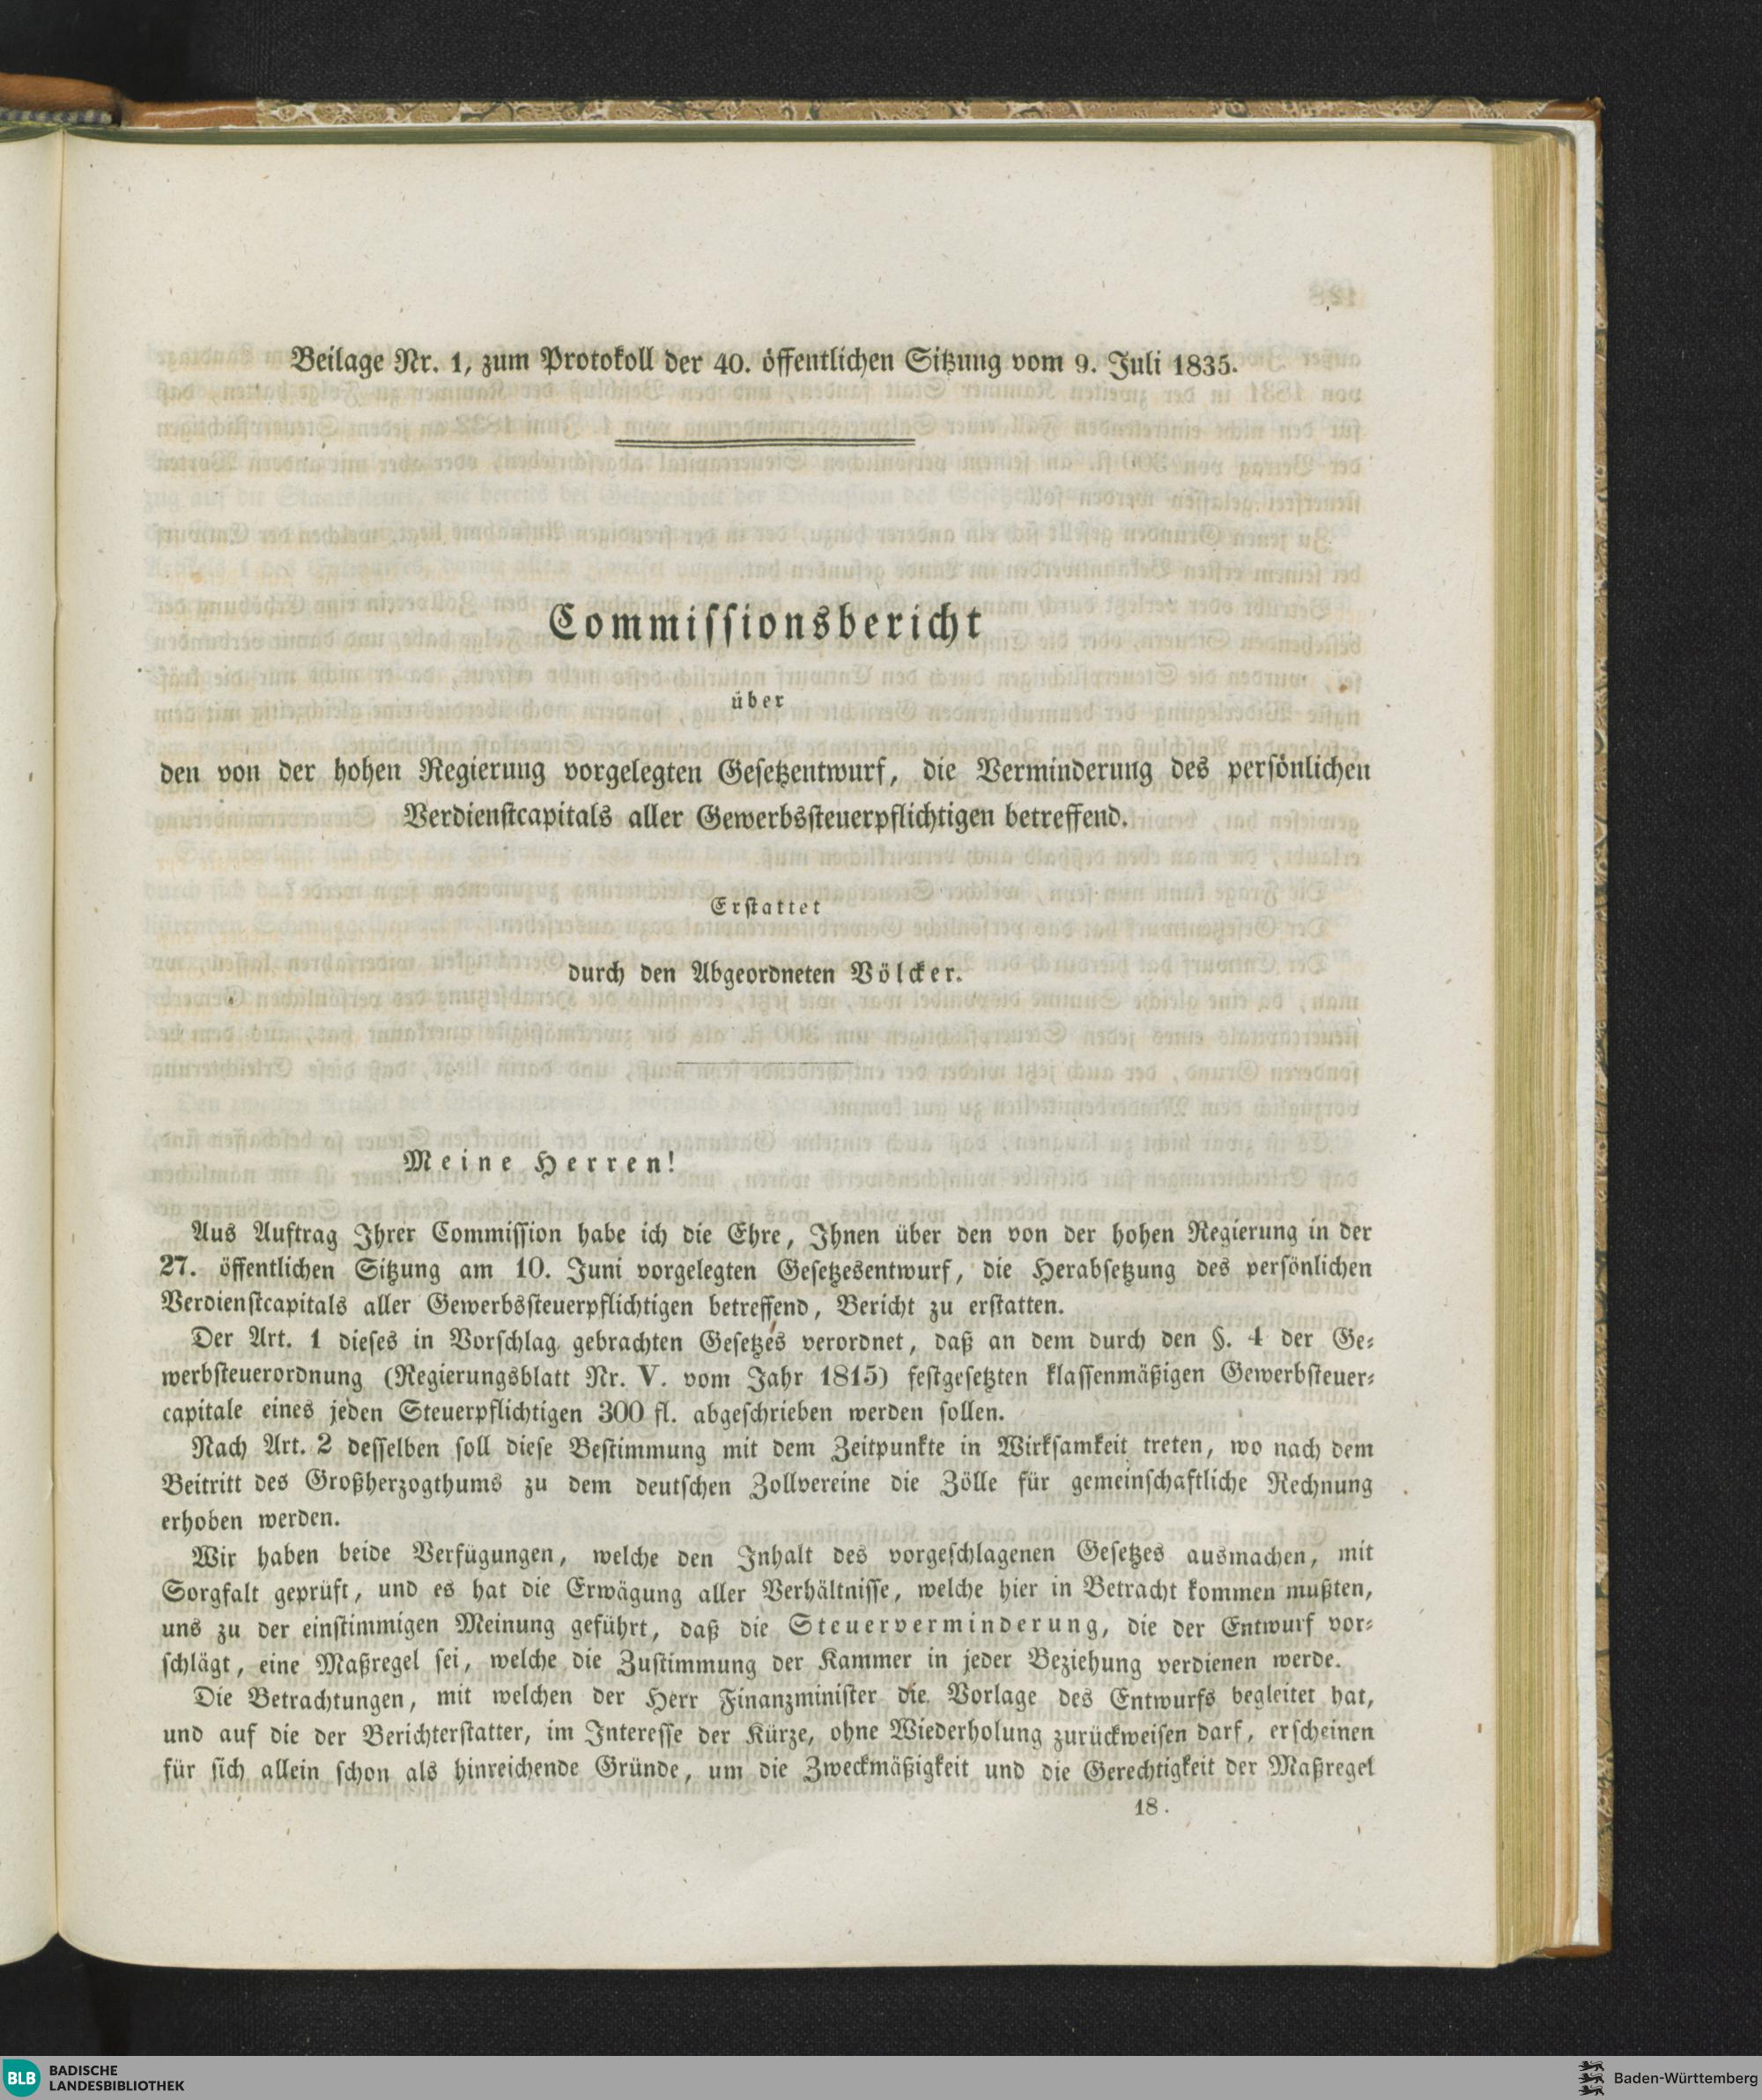 Beilage Nr. 1, zum Protokoll der 40. öffentlichen Sitzung vom 9. Juli 1835.
Commissionsbericht
über
den von der hohen Regierung vorgelegten Gesetzentwurf, die Verminderung des persönlichen
Verdienstcapitals aller Gewerbssteuerpflichtigen betreffend.
Erstattet
durch den Abgeordneten Völcker.
Meine Herren!
Aus Auftrag Ihrer Commission habe ich die Ehre, Ihnen über den von der hohen Regierung in der
27. öffentlichen Sitzung am 10. Juni vorgelegten Gesetzesentwurf, die Herabsetzung des persönlichen
Verdienstcapitals aller Gewerbssteuerpflichtigen betreffend, Bericht zu erstatten.
Der Art. 1 dieses in Vorschlag gebrachten Gesetzes verordnet, daß an dem durch den §. 4 der Ge-
werbsteuerordnung (Regierungsblatt Nr. V. vom Jahr 1815) festgesetzten klassenmäßigen Gewerbsteuer-
capitale eines jeden Steuerpflichtigen 300 fl. abgeschrieben werden sollen.
Nach Art. 2 desselben soll diese Bestimmung mit dem Zeitpunkte in Wirksamkeit treten, wo nach dem
Beitritt des Großherzogthums zu dem deutschen Zollvereine die Zölle für gemeinschaftliche Rechnung
erhoben werden.
Wir haben beide Verfügungen, welche den Inhalt des vorgeschlagenen Gesetzes ausmachen, mit
Sorgfalt geprüft, und es hat die Erwägung aller Verhältnisse, welche hier in Betracht kommen mußten,
uns zu der einstimmigen Meinung geführt, daß die Steuerverminderung, die der Entwurf vor-
schlägt, eine Maßregel sei, welche die Zustimmung der Kammer in jeder Beziehung verdienen werde.
Die Betrachtungen, mit welchen der Herr Finanzminister die Vorlage des Entwurfs begleitet hat,
und auf die der Berichterstatter, im Interesse der Kürze, ohne Wiederholung zurückweisen darf, erscheinen
für sich allein schon als hinreichende Gründe, um die Zweckmäßigkeit und die Gerechtigkeit der Maßregel
18.
BLB BADISCHE
LANDESBIBLIOTHEK
Baden-Württemberg